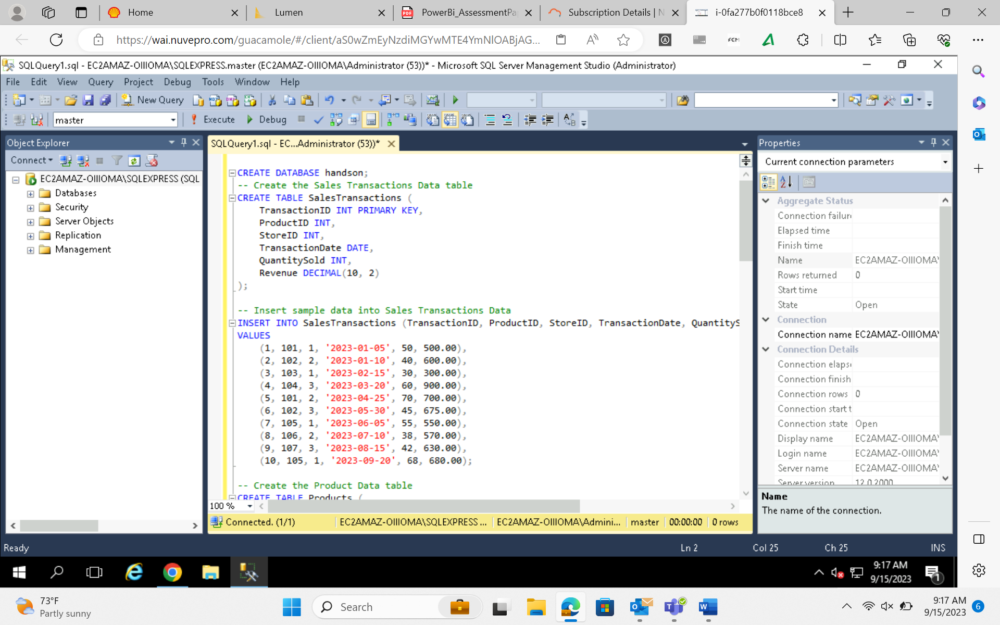 Home
Lumen
PowerBi_AssessmentPa
Subscription Details | N
i-0fa277b0f0118bce8
https://wai.nuvepro.com/guacamole/#/client/aS0wZmEyNzdiMGYwMTE4YmNlOABjAG...
SQLQuery1.sql - EC2AMAZ-OIIIOMA\SQLEXPRESS.master (EC2AMAZ-OIIIOMA\Administrator (53))* - Microsoft SQL Server Management Studio (Administrator)
File Edit View Query Project Debug Tools Window Help
New Query
master
Execute Debug
Object Explorer
Connect
EC2AMAZ-OIIIOMA\SQLEXPRESS (SQL
Databases
Security
Server Objects
Replication
Management
SQLQuery1.sql - EC...Administrator (53))*
CREATE DATABASE handson;
-- Create the Sales Transactions Data table
CREATE TABLE SalesTransactions (
TransactionID INT PRIMARY KEY,
ProductID INT,
StoreID INT,
TransactionDate DATE,
QuantitySold INT,
Revenue DECIMAL(10, 2)
);
-- Insert sample data into Sales Transactions Data
INSERT INTO SalesTransactions (TransactionID, ProductID, StoreID, TransactionDate, QuantityS
VALUES
(1, 101, 1, '2023-01-05', 50, 500.00),
(2, 102, 2, '2023-01-10', 40, 600.00),
(3, 103, 1, '2023-02-15', 30, 300.00),
(4, 104, 3, '2023-03-20', 60, 900.00),
(5, 101, 2, '2023-04-25', 70, 700.00),
(6, 102, 3, '2023-05-30', 45, 675.00),
(7, 105, 1, '2023-06-05', 55, 550.00),
(8, 106, 2, '2023-07-10', 38, 570.00),
(9, 107, 3, '2023-08-15', 42, 630.00),
(10, 105, 1, '2023-09-20', 68, 680.00);
-- Create the Product Data table
CREATE TABLE Products (
100 %
Connected. (1/1)
EC2AMAZ-OIIIOMA\SQLEXPRESS ...
EC2AMAZ-OIIIOMA\Admini...
master
00:00:00
0 rows
Properties
Current connection parameters
Aggregate Status
Connection failur
Elapsed time
Finish time
Name EC2AMAZ-OIIIOMA\
Rows returned 0
Start time
State Open
Connection
Connection name EC2AMAZ-OIIIOMA\
Connection Details
Connection elaps
Connection finish
Connection rows 0
Connection start t
Connection state Open
Display name EC2AMAZ-OIIIOMA\
Login name EC2AMAZ-OIIIOMA\
Server name EC2AMAZ-OIIIOMA\
Server version 12.0.2000
Name
The name of the connection.
Ready
Ln 2
Col 25
Ch 25
INS
9:17 AM
9/15/2023
1
73°F
Partly sunny
Search
9:17 AM
9/15/2023
6